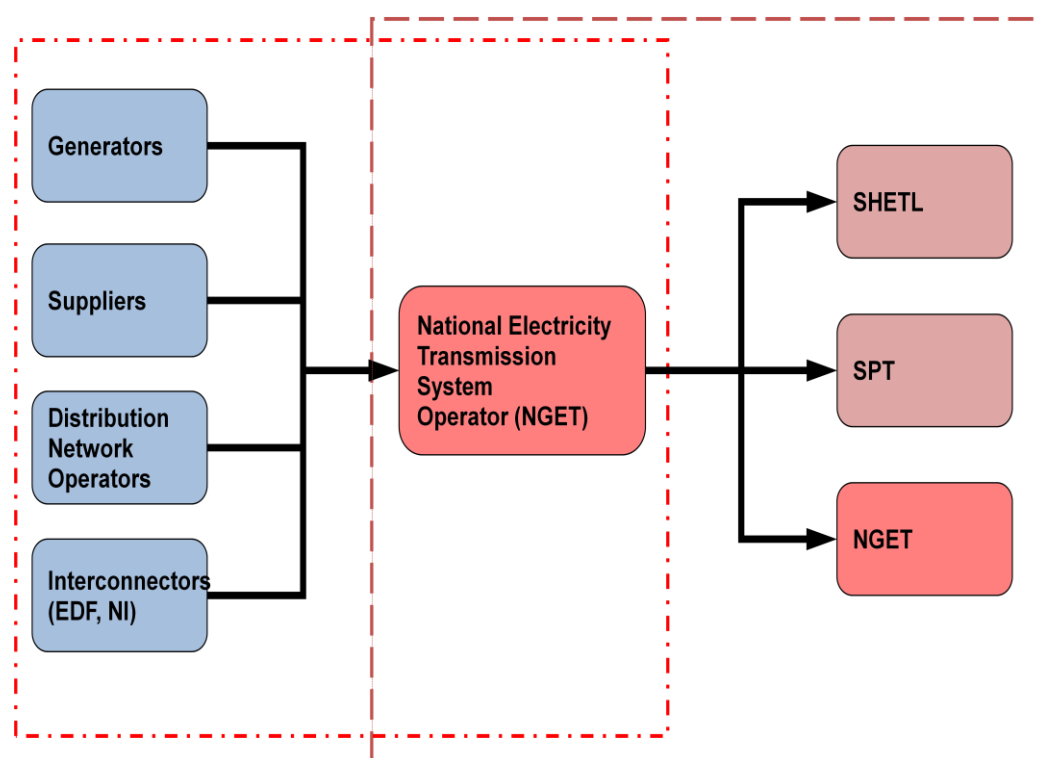 Generators
Suppliers
Distribution
Network
Operators
Interconnectors
(EDF, NI)
National Electricity
Transmission
System
Operator (NGET)
SHETL
SPT
NGET